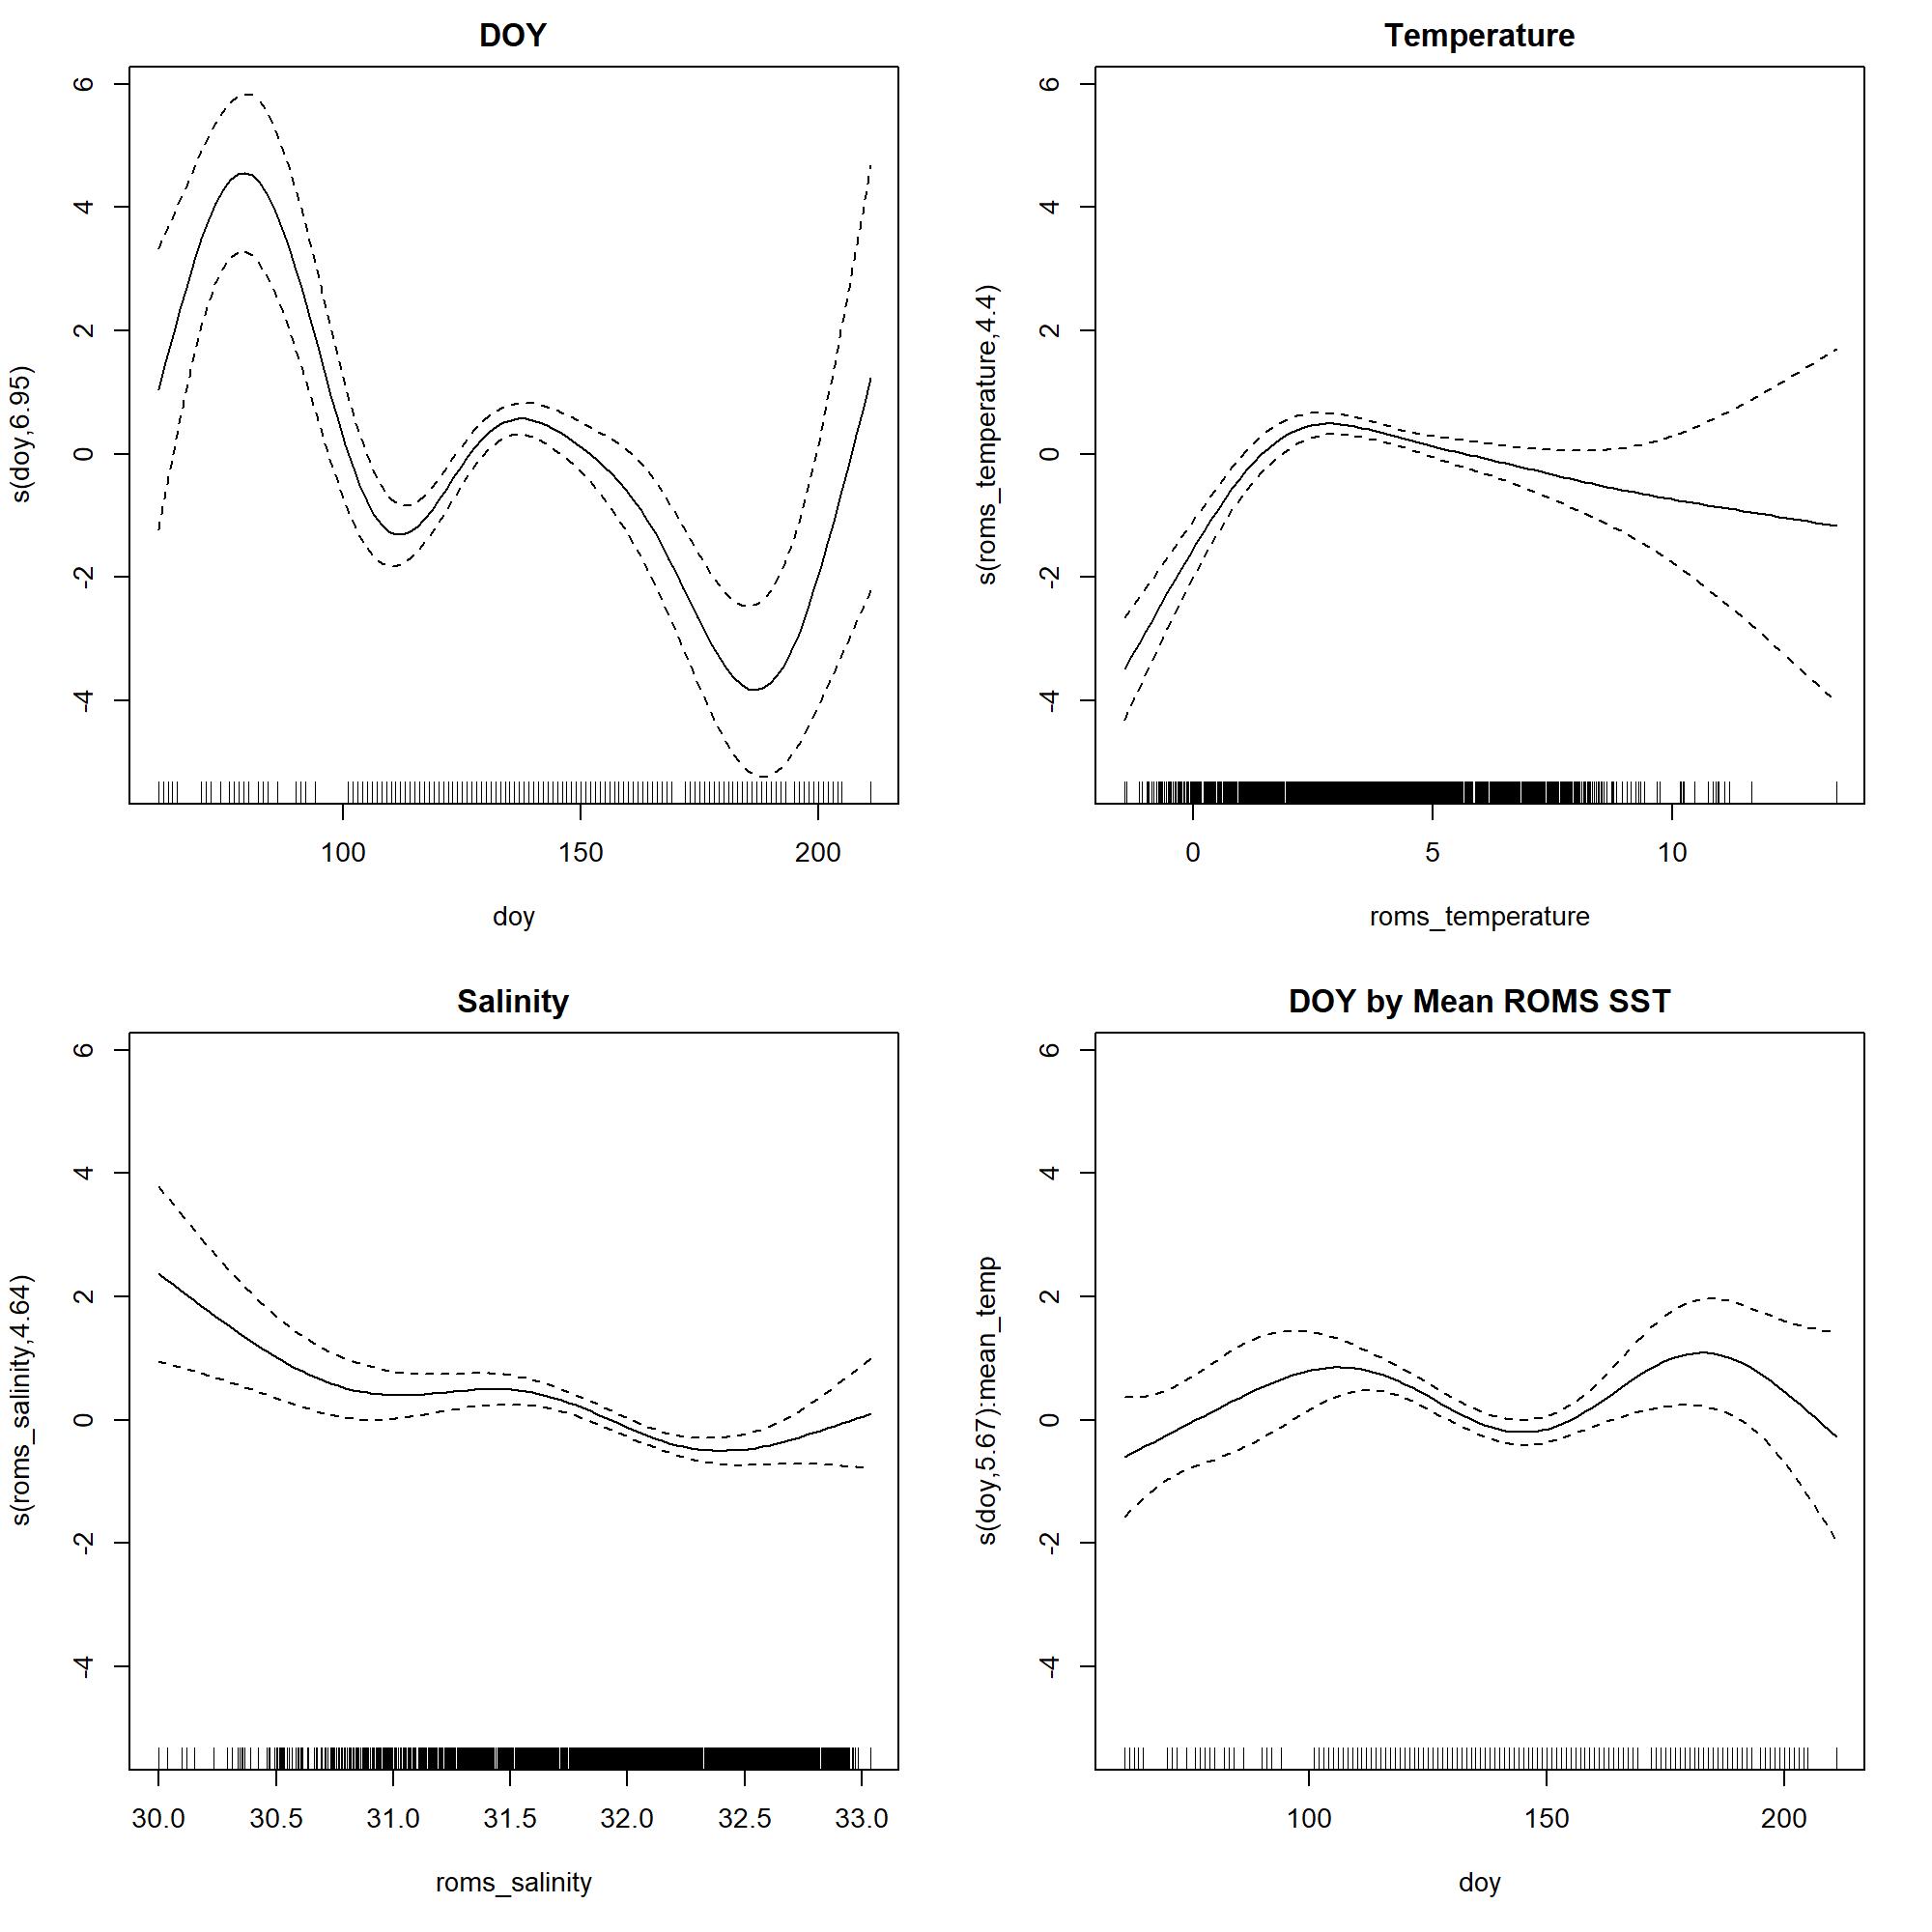 DOY
6
4
2
0
-2
-4
s(doy,6.95)
100 150 200
doy
Temperature
6
4
2
0
-2
-4
s(roms_temperature,4.4)
0 5 10
roms_temperature
Salinity
6
4
2
0
-2
-4
s(roms_salinity,4.64)
30.0 30.5 31.0 31.5 32.0 32.5 33.0
roms_salinity
DOY by Mean ROMS SST
6
4
2
0
-2
-4
s(doy,5.67):mean_temp
100 150 200
doy